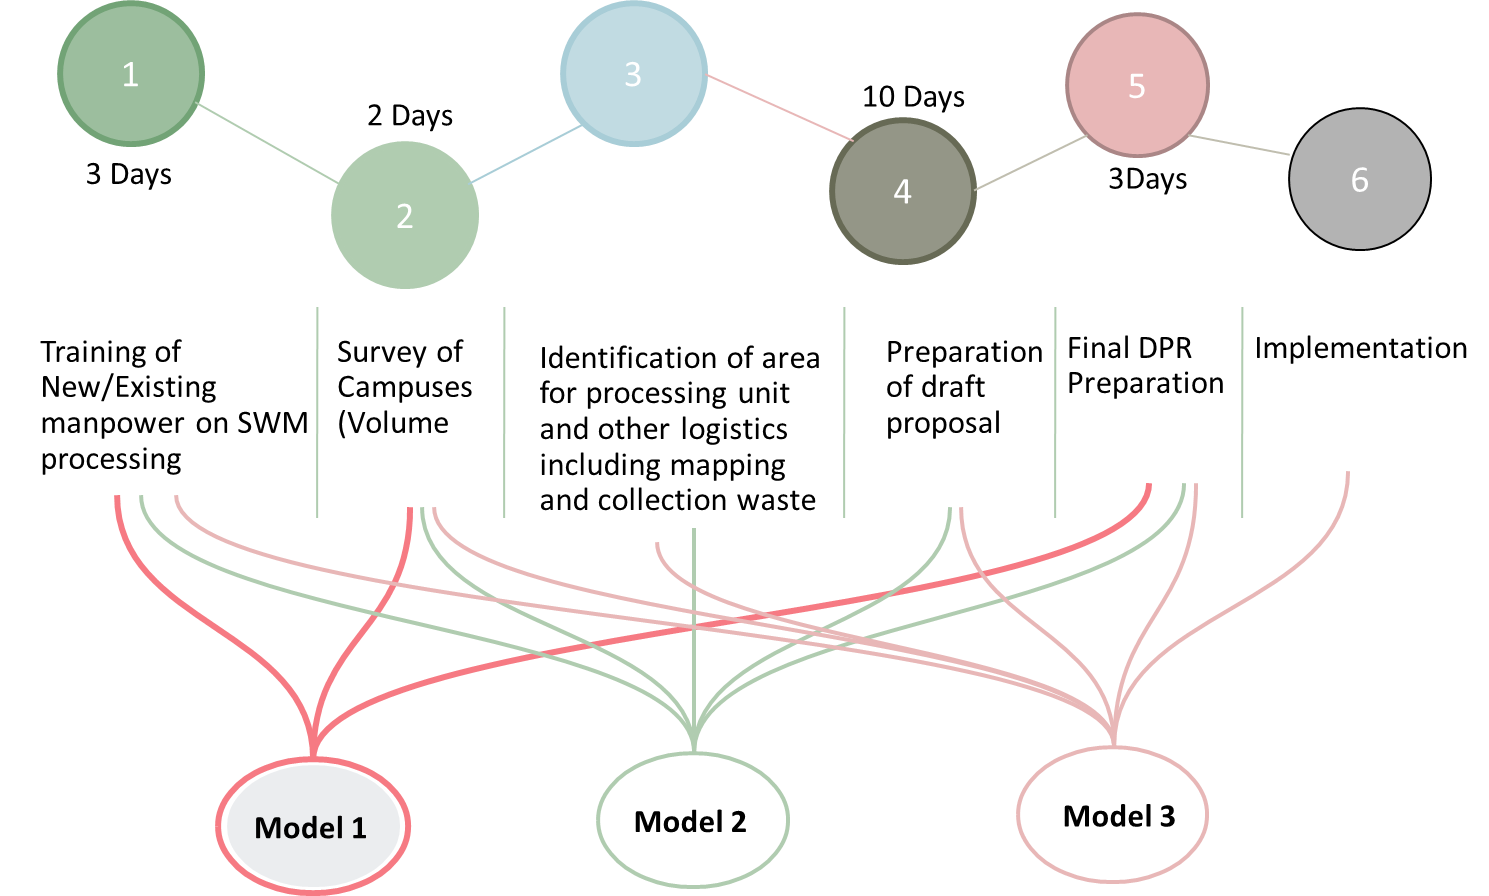 1
2
3
4
5
6
3 Days
2 Days
10 Days
3Days
Training of
New/Existing
manpower on SWM
processing
Survey of
Campuses
(Volume
Identification of area
for processing unit
and other logistics
including mapping
and collection waste
Preparation
of draft
proposal
Final DPR
Preparation
Implementation
Model 1
Model 2
Model 3